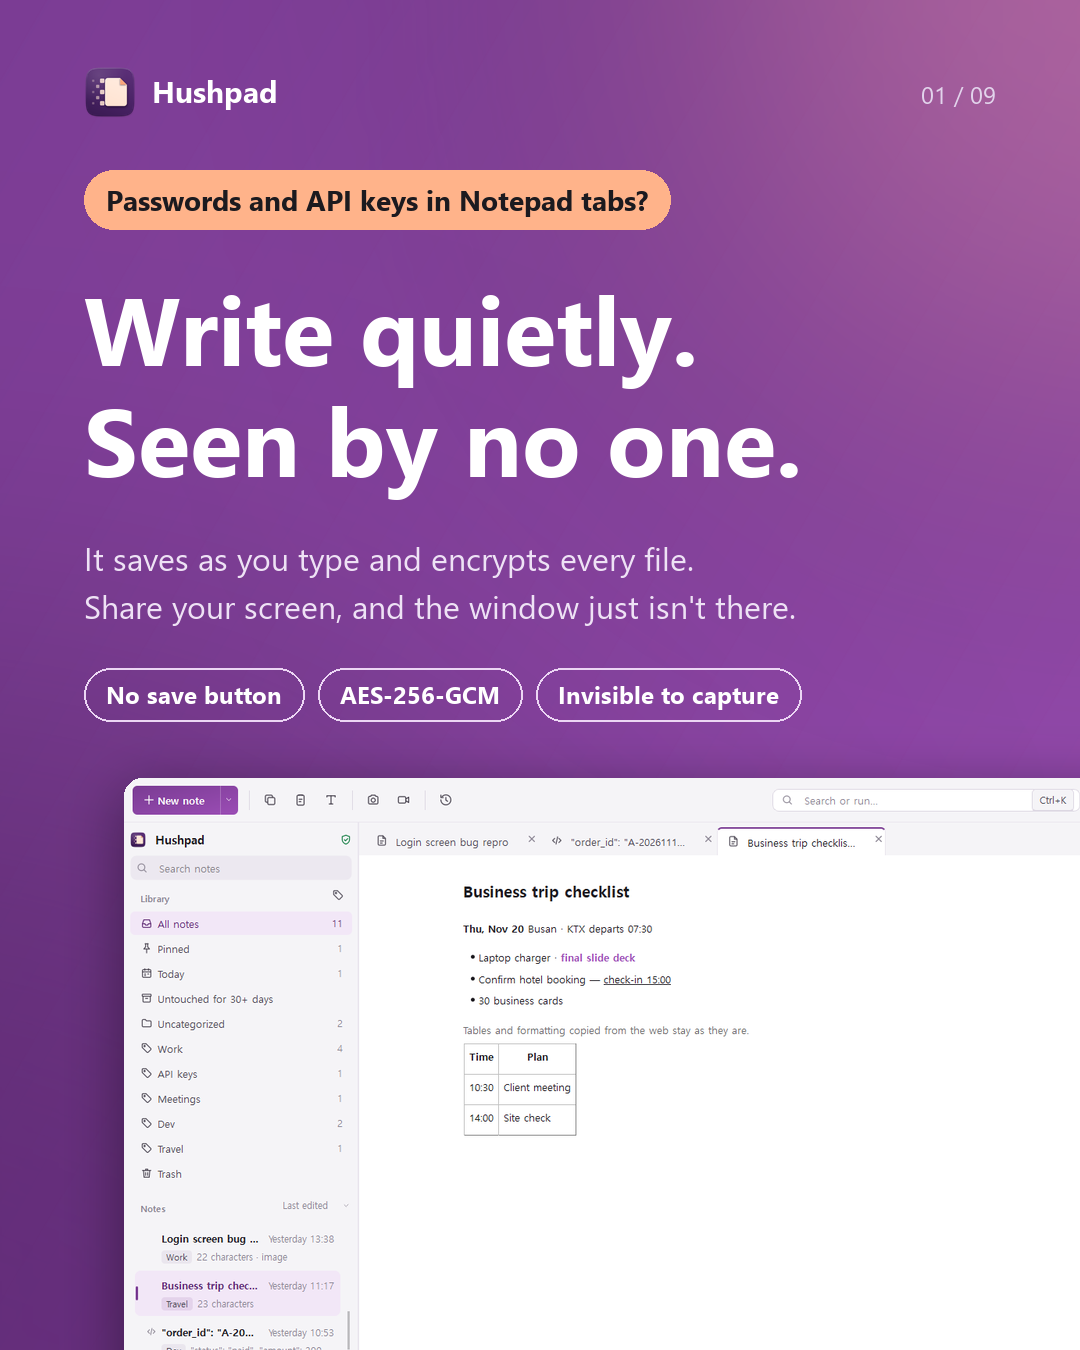 Hushpad
01 / 09
Passwords and API keys in Notepad tabs?
Write quietly.
Seen by no one.
It saves as you type and encrypts every file.
Share your screen, and the window just isn't there.
No save button
AES-256-GCM
Invisible to capture
New note
Search or run...
Ctrl+K
Hushpad
Login screen bug repro
"order_id": "A-2026111...
Business trip checklis...
Search notes
Library
All notes 11
Pinned 1
Today 1
Untouched for 30+ days
Uncategorized 2
Work 4
API keys 1
Meetings 1
Dev 2
Travel 1
Trash
Notes
Last edited
Login screen bug ... Yesterday 13:38
Work 22 characters · image
Business trip chec... Yesterday 11:17
Travel 23 characters
"order_id": "A-20... Yesterday 10:53
Business trip checklist
Thu, Nov 20 Busan · KTX departs 07:30
• Laptop charger · final slide deck
• Confirm hotel booking — check-in 15:00
• 30 business cards
Tables and formatting copied from the web stay as they are.
Time Plan
10:30 Client meeting
14:00 Site check